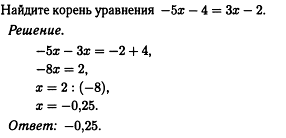 Найдите корень уравнения −5x − 4 = 3x − 2.
Решение.
−5x − 3x = −2 + 4,
−8x = 2,
x = 2 : (−8),
x = −0,25.
Ответ: −0,25.